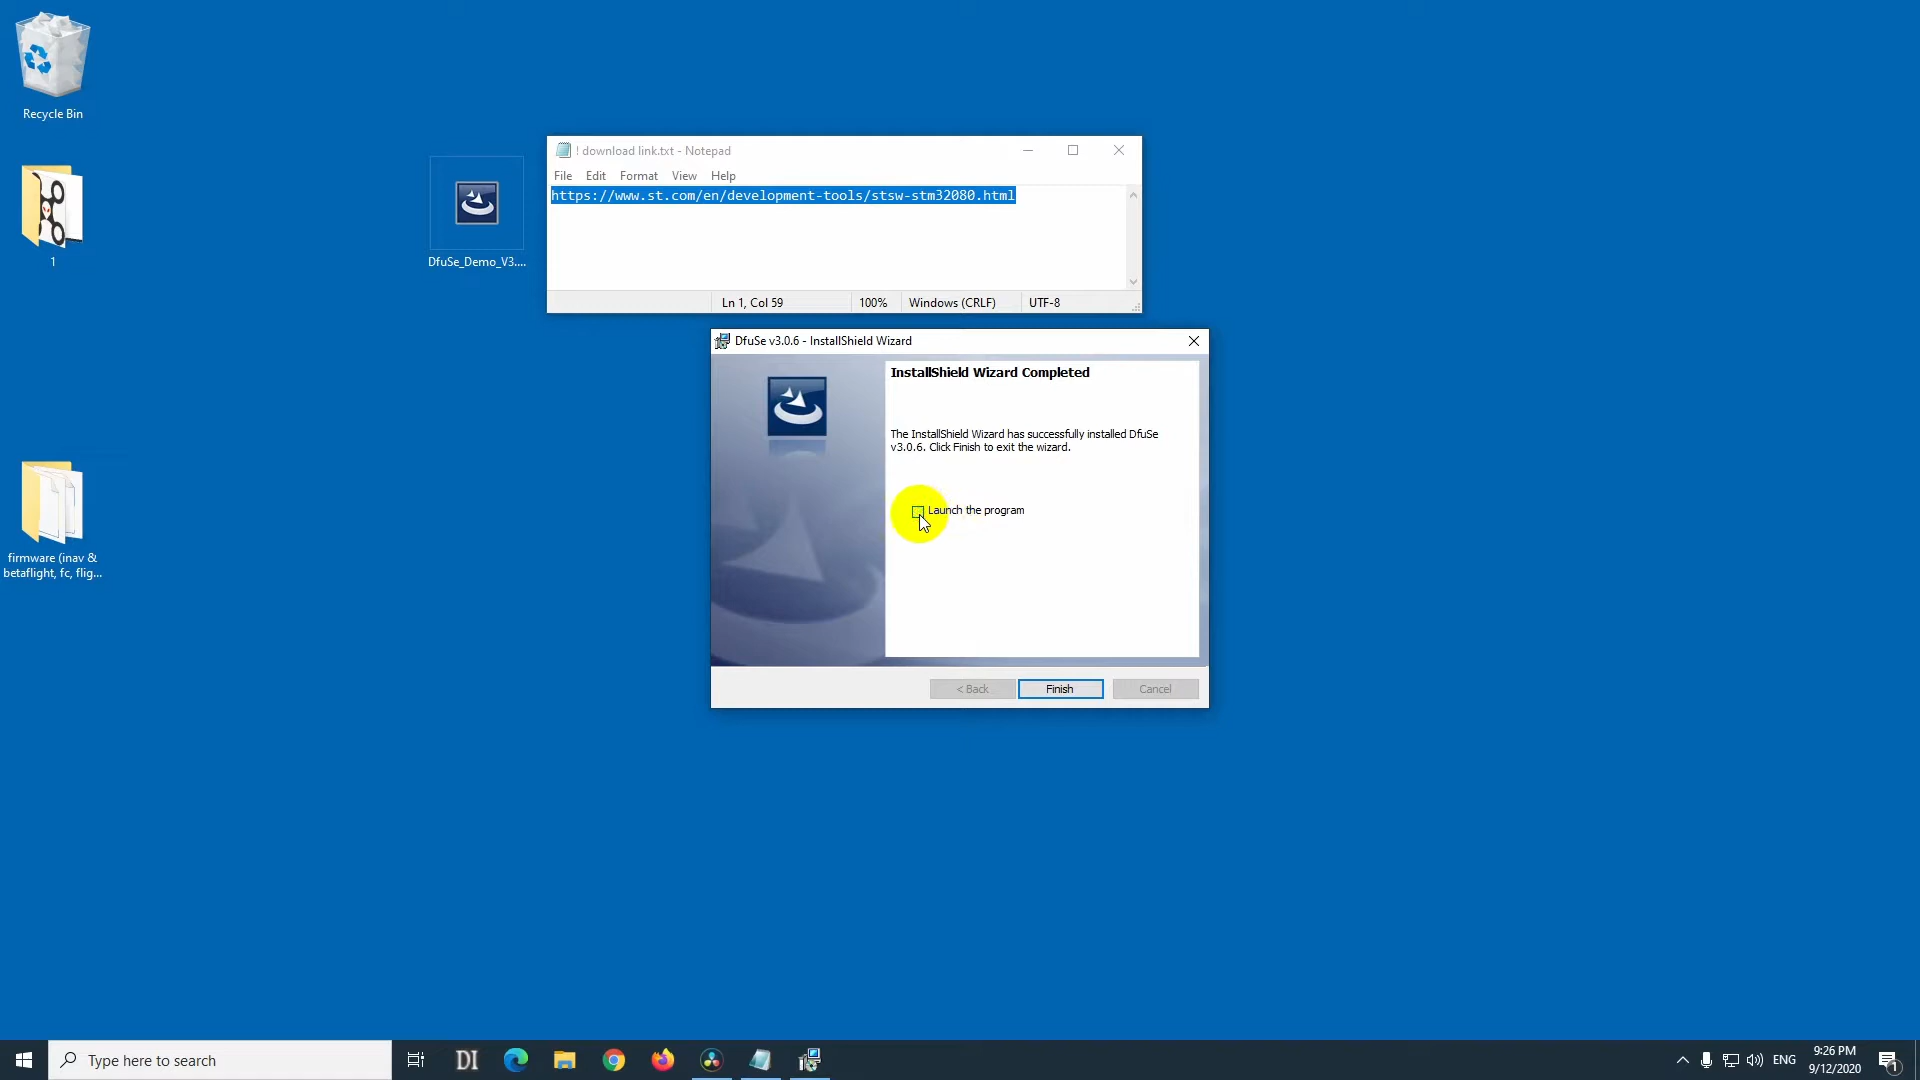 Recycle Bin
1
firmware (inav &
betaflight, fc, flig...
DfuSe_Demo_V3....
! download link.txt - Notepad
File Edit Format View Help
https://www.st.com/en/development-tools/stsw-stm32080.html
Ln 1, Col 59 100% Windows (CRLF) UTF-8
DfuSe v3.0.6 - InstallShield Wizard
InstallShield Wizard Completed
The InstallShield Wizard has successfully installed DfuSe
v3.0.6. Click Finish to exit the wizard.
Launch the program
< Back Finish Cancel
Type here to search
DI
ENG
9:26 PM
9/12/2020
1